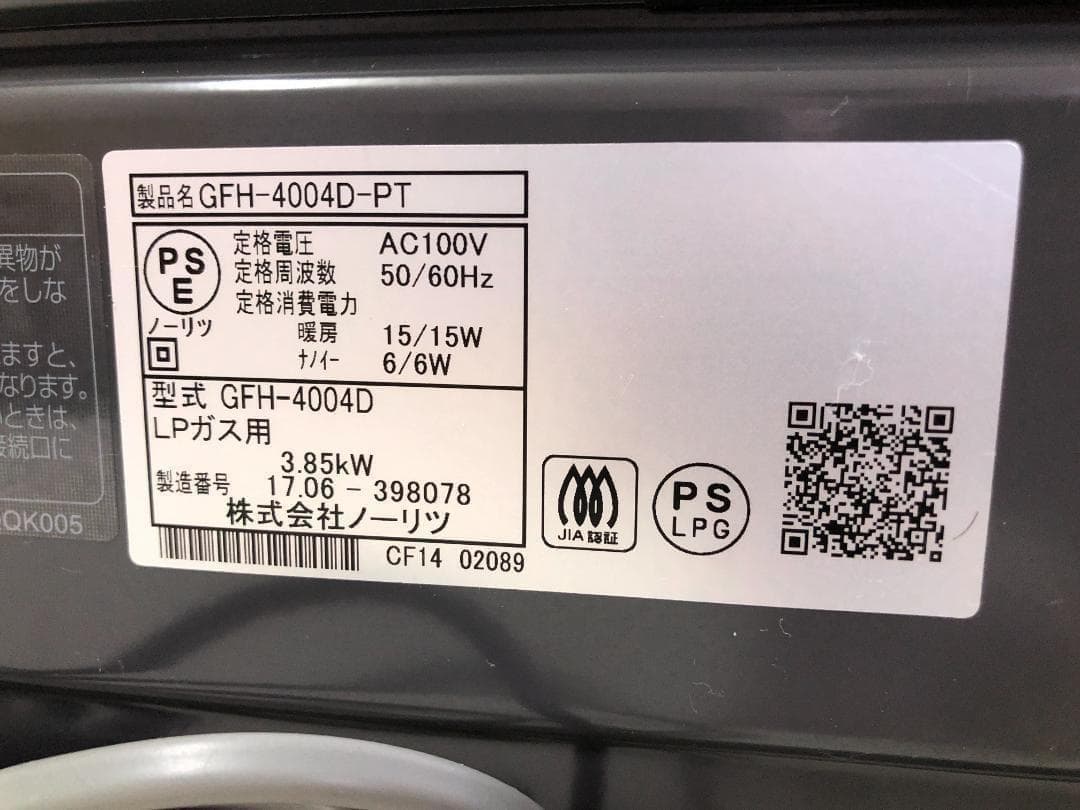 異物が
をしな
ますと、
なります。
いときは、
接続口に
QK005
製品名 GFH-4004D-PT
PS
E
ノーリツ
定格電圧 AC100V
定格周波数 50/60Hz
定格消費電力
暖房 15/15W
ナノイー 6/6W
型式 GFH-4004D
LPガス用
3.85kW
製造番号 17.06-398078
株式会社ノーリツ
CF14 02089
JIA 認証
PS
LPG